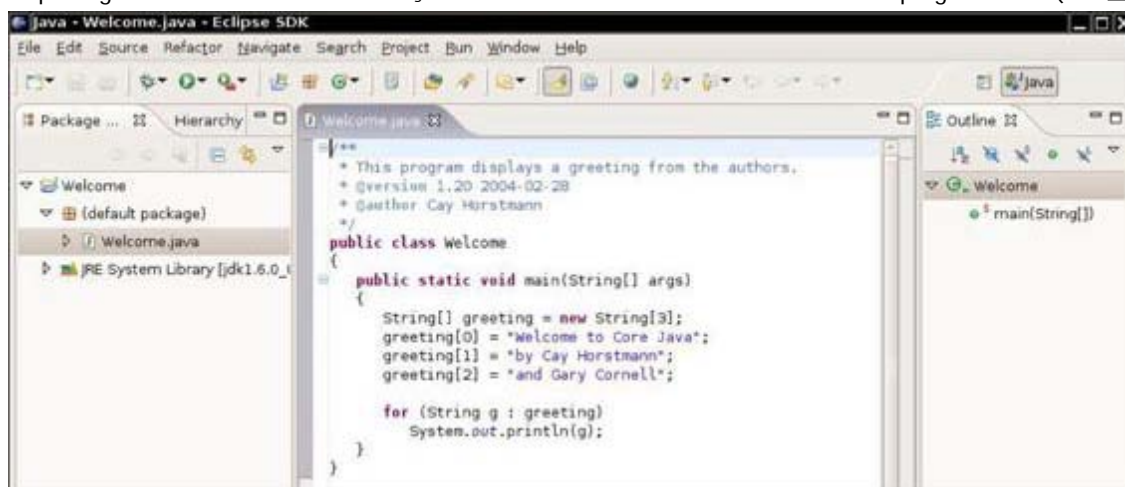 Java - Welcome.java - Eclipse SDK
File Edit Source Refactor Navigate Search Project Run Window Help
Java
Package ... Hierarchy
Welcome.java
Outline
Welcome
(default package)
Welcome.java
JRE System Library [jdk1.6.0_
/**
* This program displays a greeting from the authors.
* @version 1.20 2004-02-28
* @author Cay Horstmann
*/
public class Welcome
{
public static void main(String[] args)
{
String[] greeting = new String[3];
greeting[0] = "Welcome to Core Java";
greeting[1] = "by Cay Horstmann";
greeting[2] = "and Gary Cornell";
for (String g : greeting)
System.out.println(g);
}
}
Welcome
main(String[])